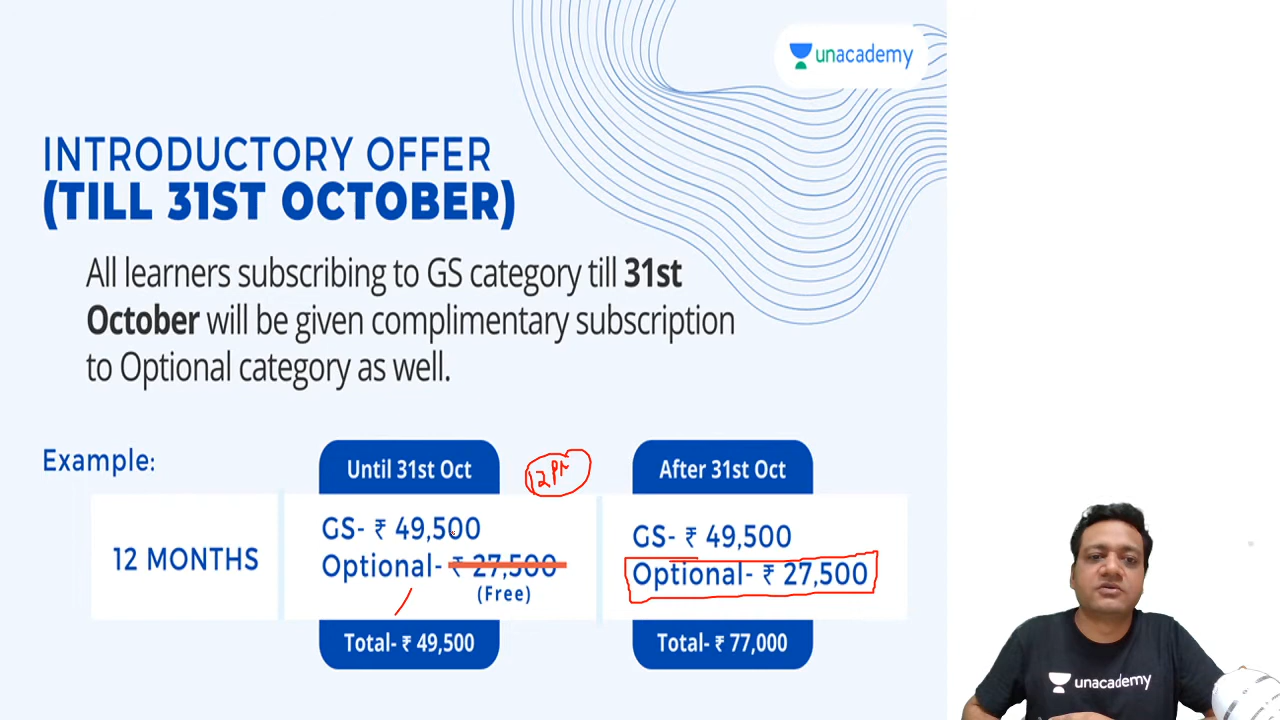 unacademy
INTRODUCTORY OFFER
(TILL 31ST OCTOBER)
All learners subscribing to GS category till 31st
October will be given complimentary subscription
to Optional category as well.
Example:
Until 31st Oct
12 PM
After 31st Oct
12 MONTHS
GS- ₹ 49,500
Optional- ₹ 27,500
(Free)
GS- ₹ 49,500
Optional- ₹ 27,500
Total- ₹ 49,500
Total- ₹ 77,000
unacademy